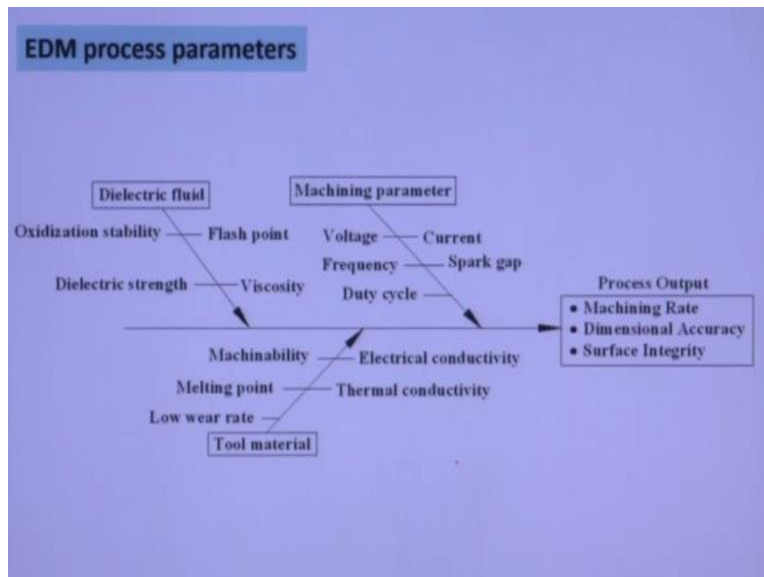 EDM process parameters
Dielectric fluid
Machining parameter
Oxidization stability
Flash point
Dielectric strength
Viscosity
Voltage
Current
Frequency
Spark gap
Duty cycle
Process Output
• Machining Rate
• Dimensional Accuracy
• Surface Integrity
Machinability
Electrical conductivity
Melting point
Thermal conductivity
Low wear rate
Tool material